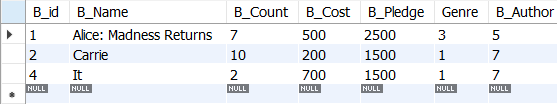 B_id B_Name B_Count B_Cost B_Pledge Genre B_Author
1 Alice: Madness Returns 7 500 2500 3 5
2 Carrie 10 200 1500 1 7
4 It 2 700 1500 1 7
NULL NULL NULL NULL NULL NULL NULL